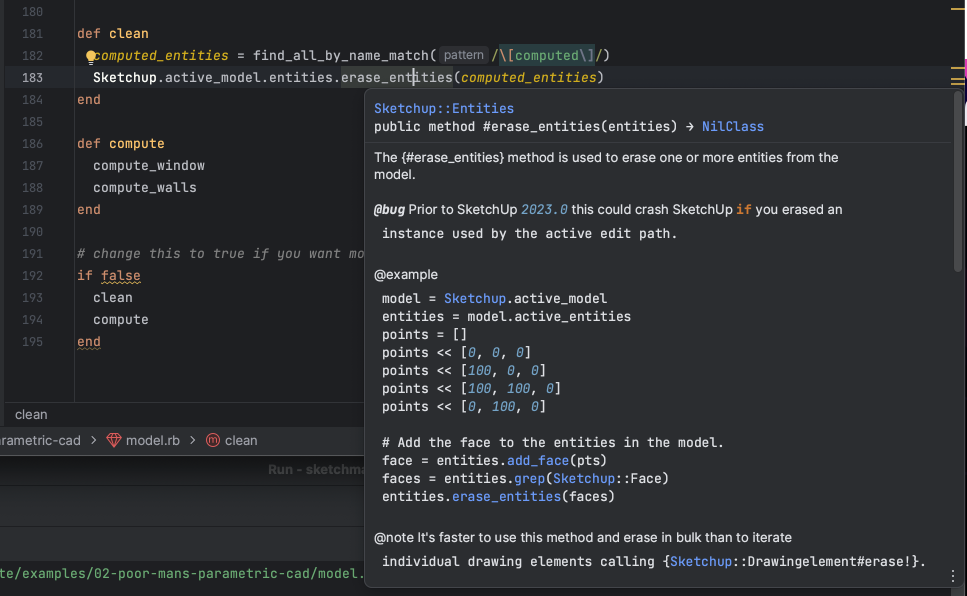 180
181 def clean
182 computed_entities = find_all_by_name_match( pattern /\[computed\]/)
183 Sketchup.active_model.entities.erase_entities(computed_entities)
184 end
185
186 def compute
187 compute_window
188 compute_walls
189 end
190
191 # change this to true if you want mo
192 if false
193 clean
194 compute
195 end
Sketchup::Entities
public method #erase_entities(entities) → NilClass
The {#erase_entities} method is used to erase one or more entities from the
model.
@bug Prior to SketchUp 2023.0 this could crash SketchUp if you erased an
instance used by the active edit path.
@example
model = Sketchup.active_model
entities = model.active_entities
points = []
points << [0, 0, 0]
points << [100, 0, 0]
points << [100, 100, 0]
points << [0, 100, 0]
# Add the face to the entities in the model.
face = entities.add_face(pts)
faces = entities.grep(Sketchup::Face)
entities.erase_entities(faces)
@note It's faster to use this method and erase in bulk than to iterate
individual drawing elements calling {Sketchup::Drawingelement#erase!}.
clean
arametric-cad > model.rb > m clean
Run - sketchma
te/examples/02-poor-mans-parametric-cad/model.